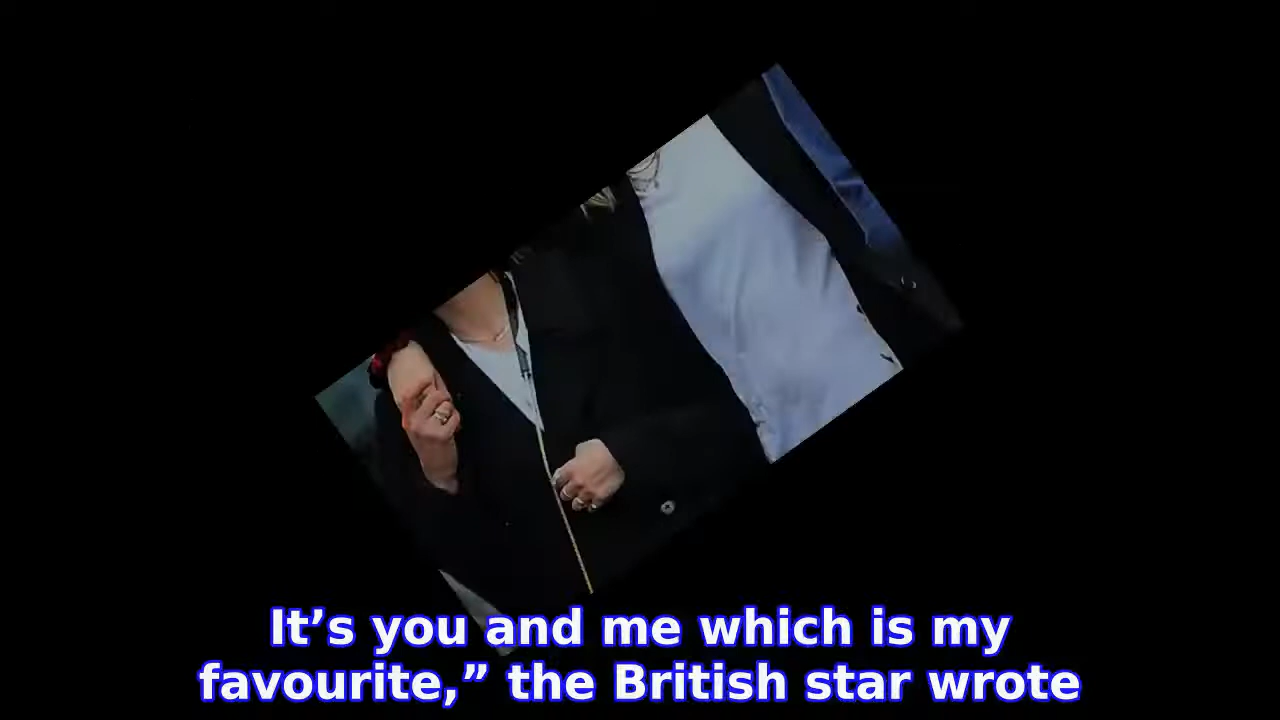 It’s you and me which is my
favourite,” the British star wrote